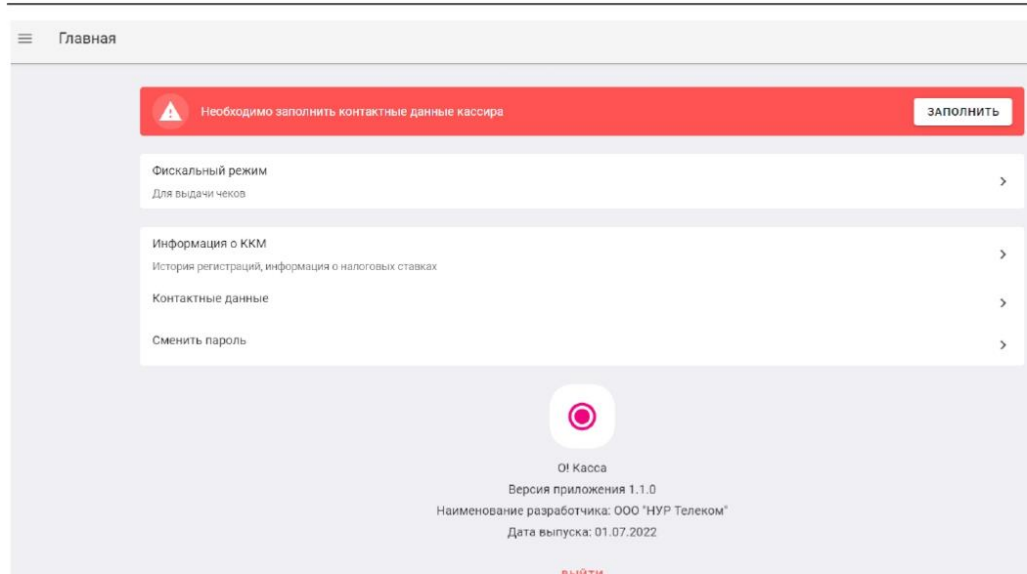 Главная
Необходимо заполнить контактные данные кассира
ЗАПОЛНИТЬ
Фискальный режим
Для выдачи чеков
Информация о ККМ
История регистраций, информация о налоговых ставках
Контактные данные
Сменить пароль
О! Касса
Версия приложения 1.1.0
Наименование разработчика: ООО "НУР Телеком"
Дата выпуска: 01.07.2022
ВЫЙТИ